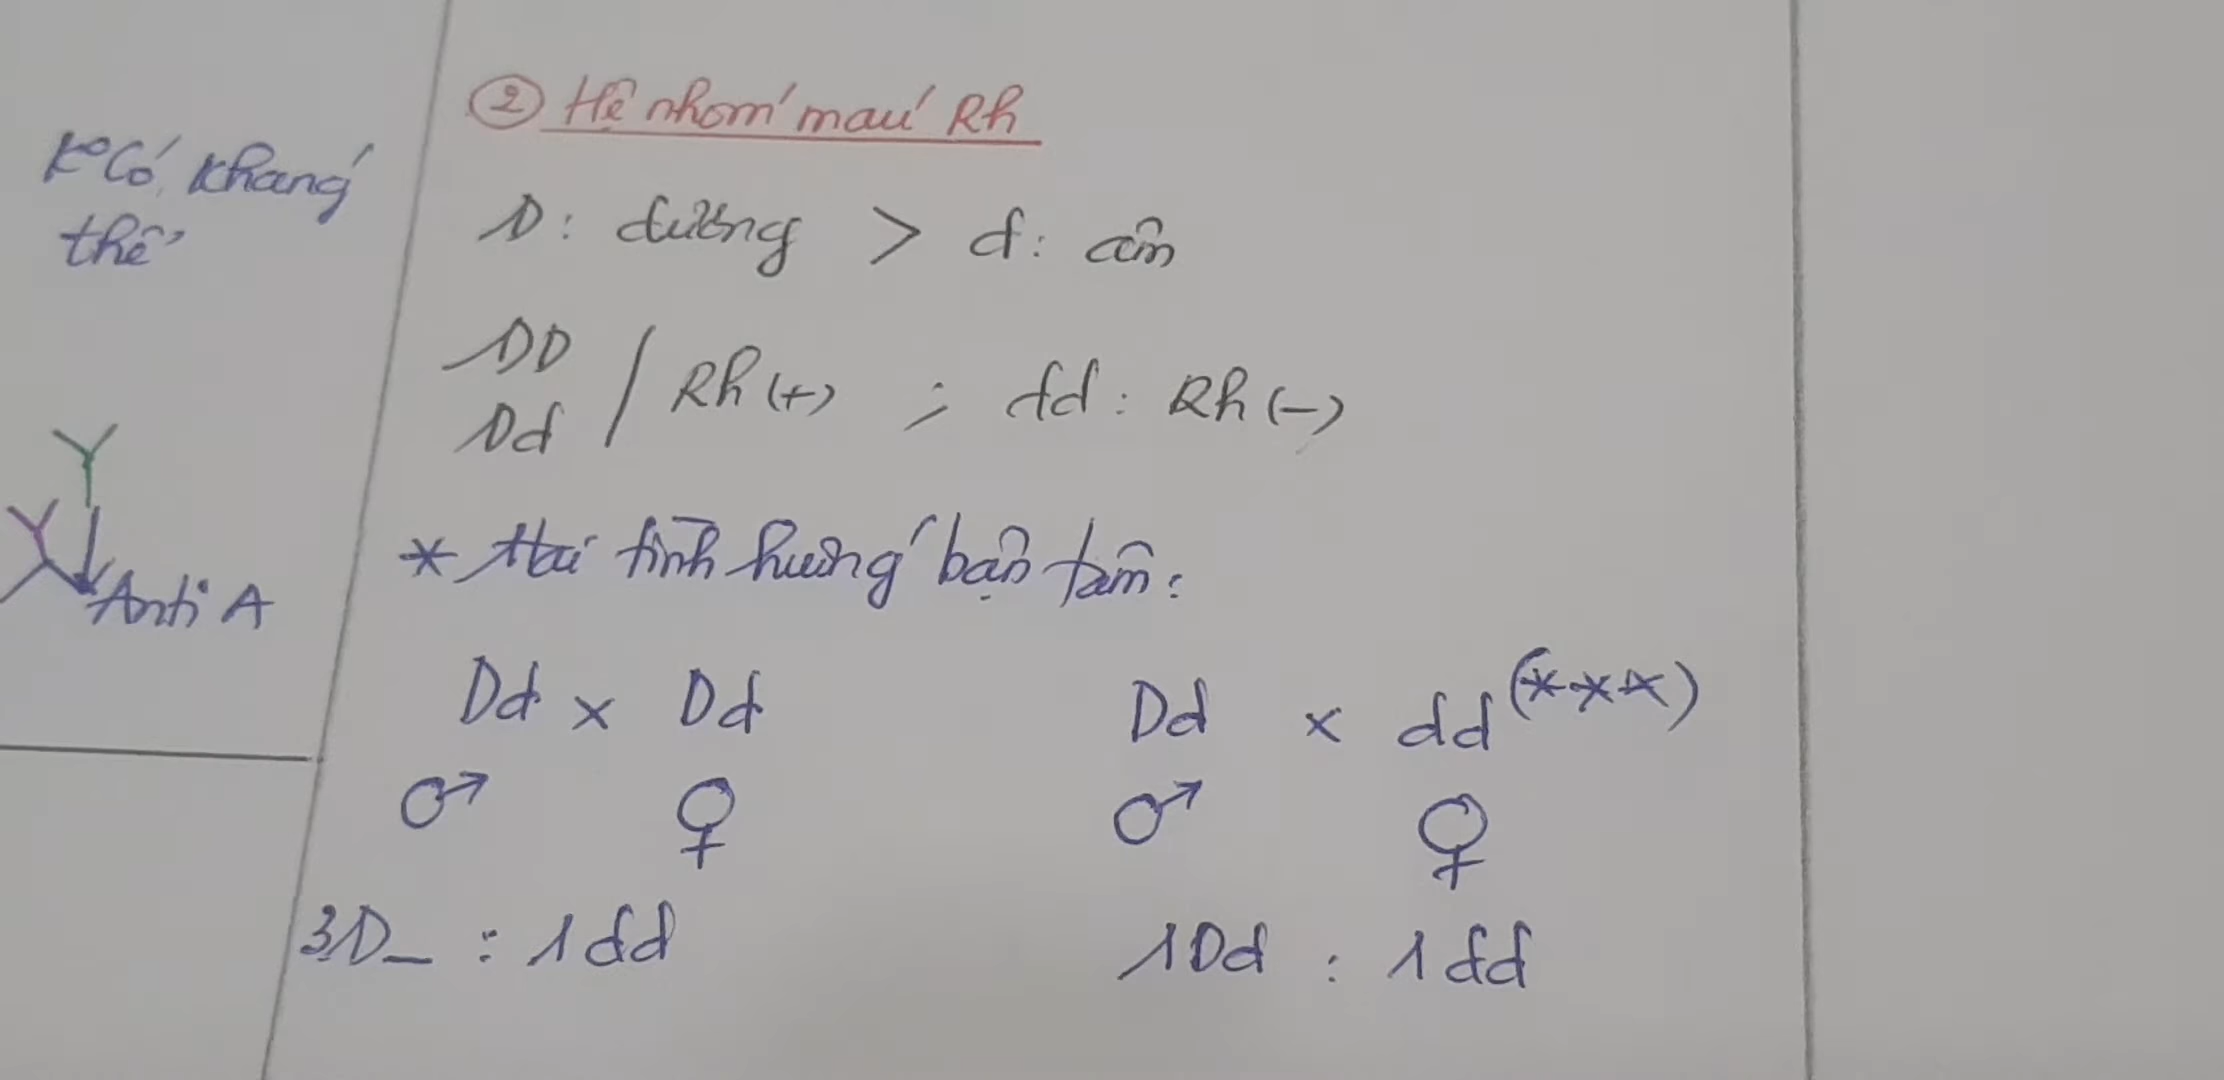 K° Có kháng
thể
Anti A
② Hệ nhóm máu Rh
D: dương > d: âm
DD
Dd / Rh (+) ; dd: Rh (-)
* Hai tình huống bận tâm:
Dd x Dd
♂ ♀
3D_ : 1dd
Dd x dd (***)
♂ ♀
1Dd : 1dd